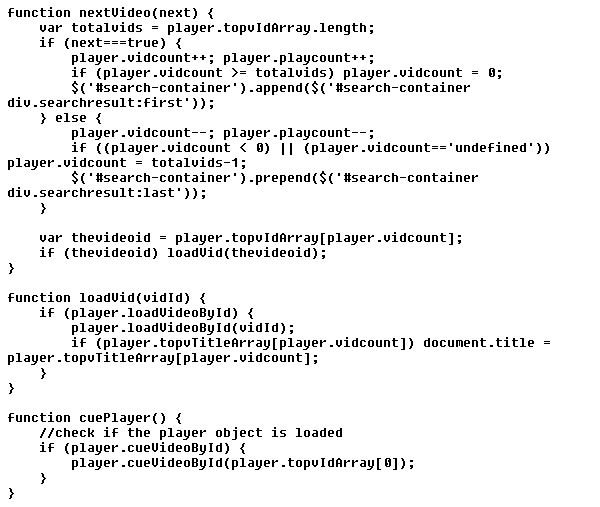 function nextVideo(next) {
    var totalvids = player.topvIdArray.length;
    if (next===true) {
        player.vidcount++; player.playcount++;
        if (player.vidcount >= totalvids) player.vidcount = 0;
        $('#search-container').append($('#search-container
div.searchresult:first'));
    } else {
        player.vidcount--; player.playcount--;
        if ((player.vidcount < 0) || (player.vidcount=='undefined'))
player.vidcount = totalvids-1;
        $('#search-container').prepend($('#search-container
div.searchresult:last'));
    }

    var thevideoid = player.topvIdArray[player.vidcount];
    if (thevideoid) loadVid(thevideoid);
}

function loadVid(vidId) {
    if (player.loadVideoById) {
        player.loadVideoById(vidId);
        if (player.topvTitleArray[player.vidcount]) document.title =
player.topvTitleArray[player.vidcount];
    }
}

function cuePlayer() {
    //check if the player object is loaded
    if (player.cueVideoById) {
        player.cueVideoById(player.topvIdArray[0]);
    }
}